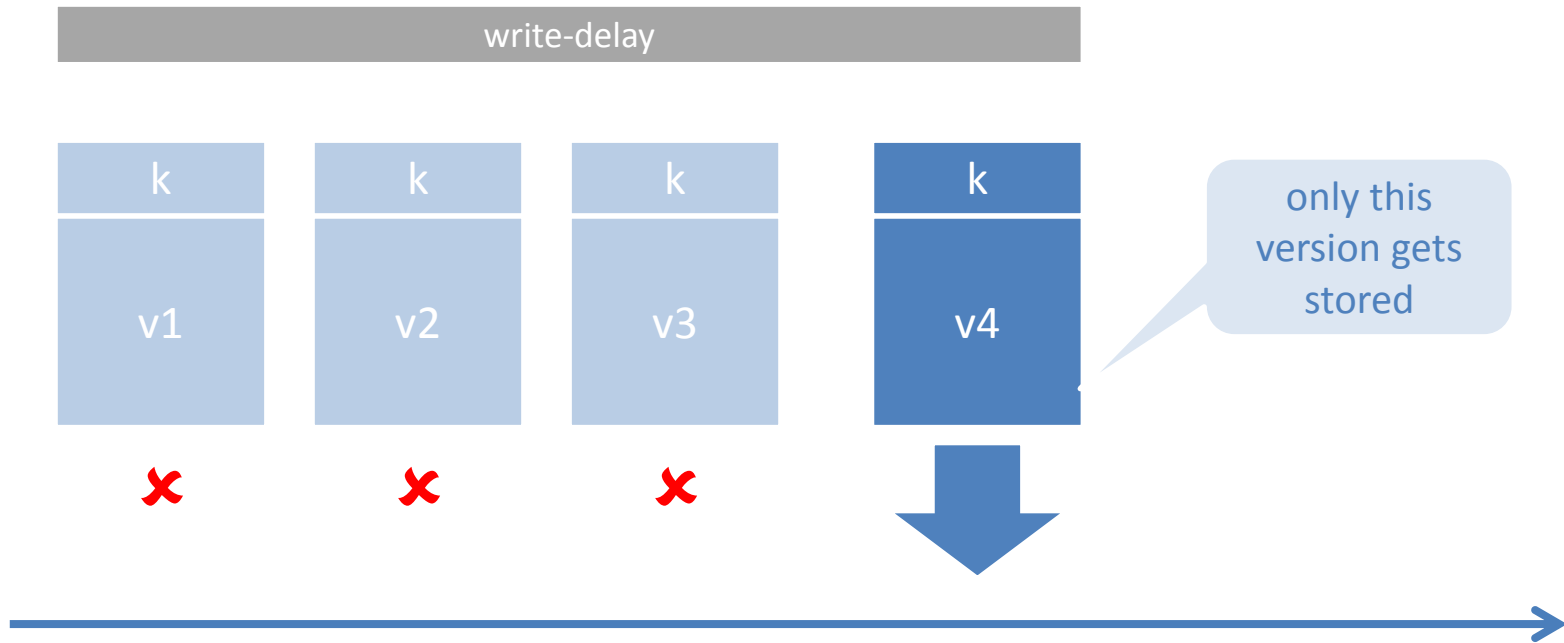 write-delay
k
k
k
k
v1
v2
v3
v4
only this
version gets
stored